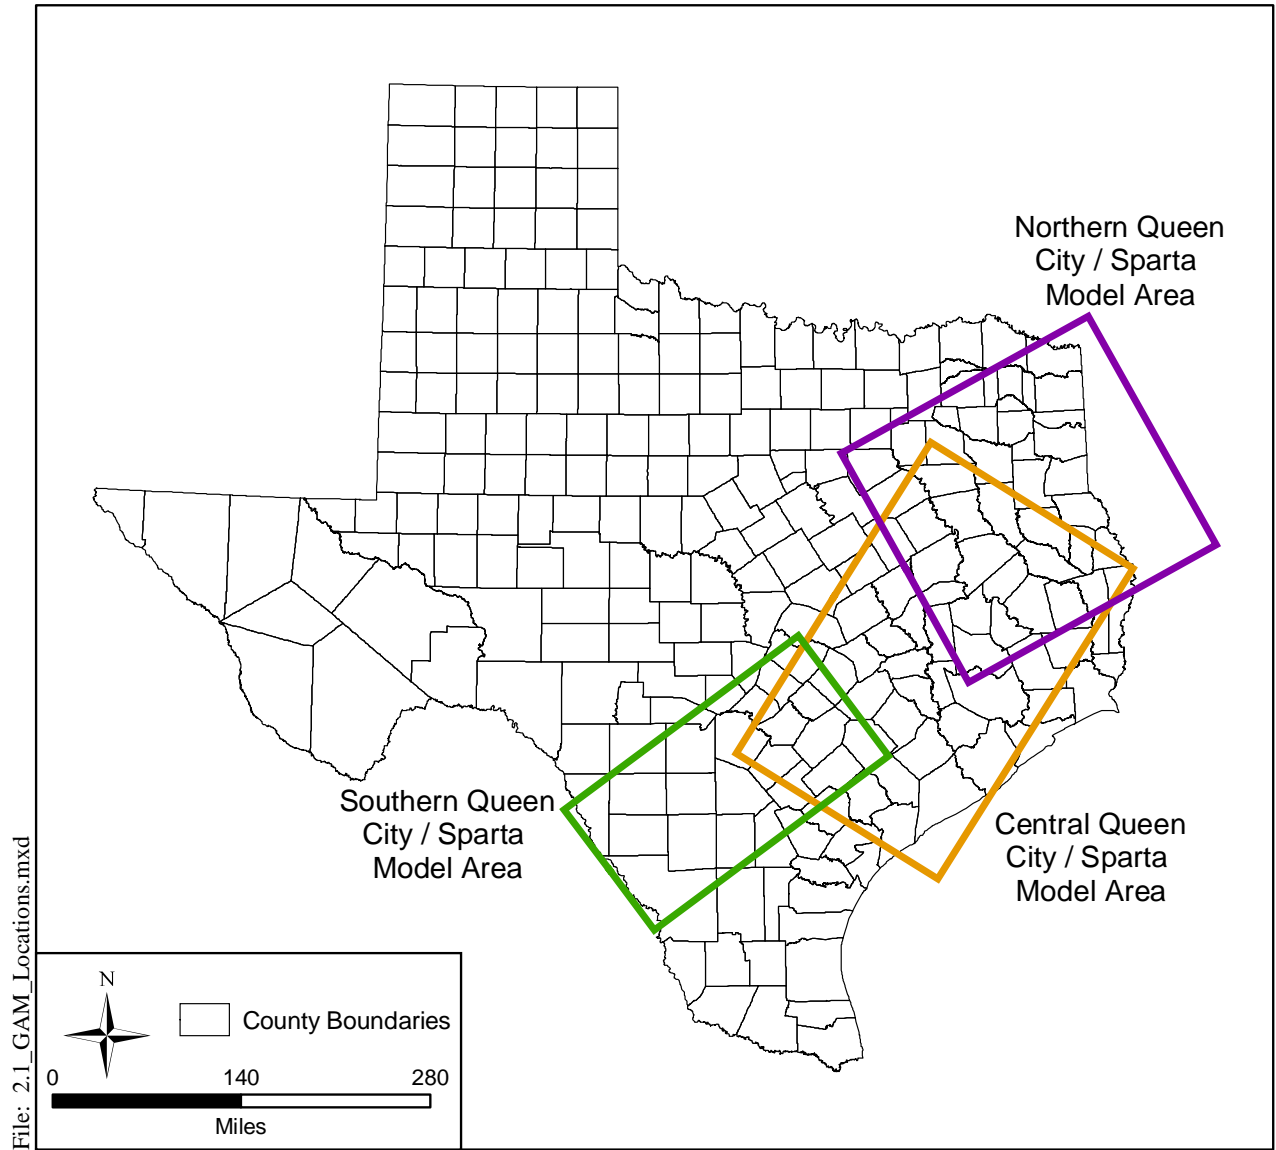 Northern Queen
City / Sparta
Model Area
Southern Queen
City / Sparta
Model Area
Central Queen
City / Sparta
Model Area
File: 2.1_GAM_Locations.mxd
N
County Boundaries
0 140 280
Miles